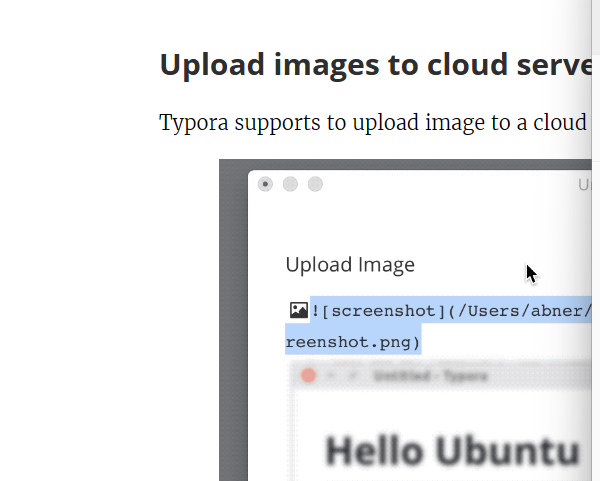 Upload images to cloud serve
Typora supports to upload image to a cloud
Upload Image
![screenshot](/Users/abner/
reenshot.png)
Untitled - Typora
Hello Ubuntu